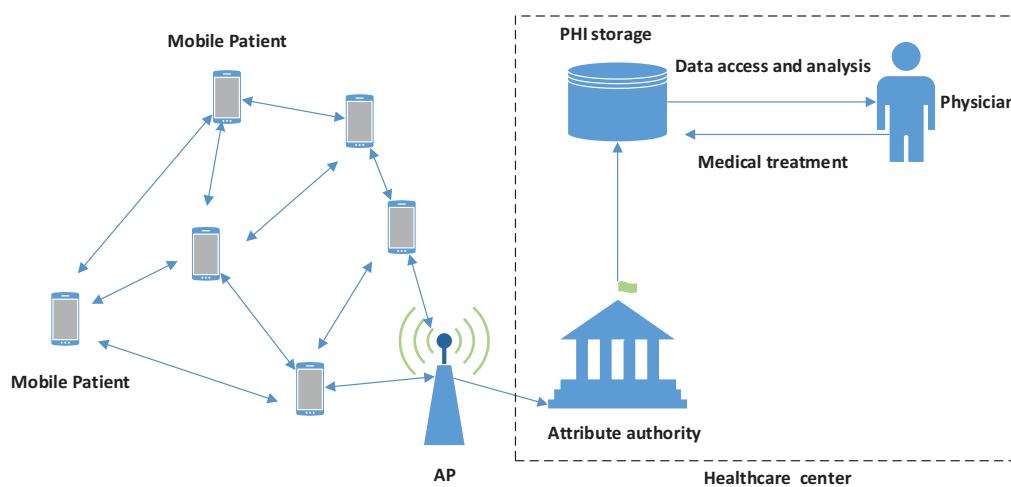 Mobile Patient
PHI storage
Data access and analysis
Physician
Medical treatment
Mobile Patient
Attribute authority
AP
Healthcare center